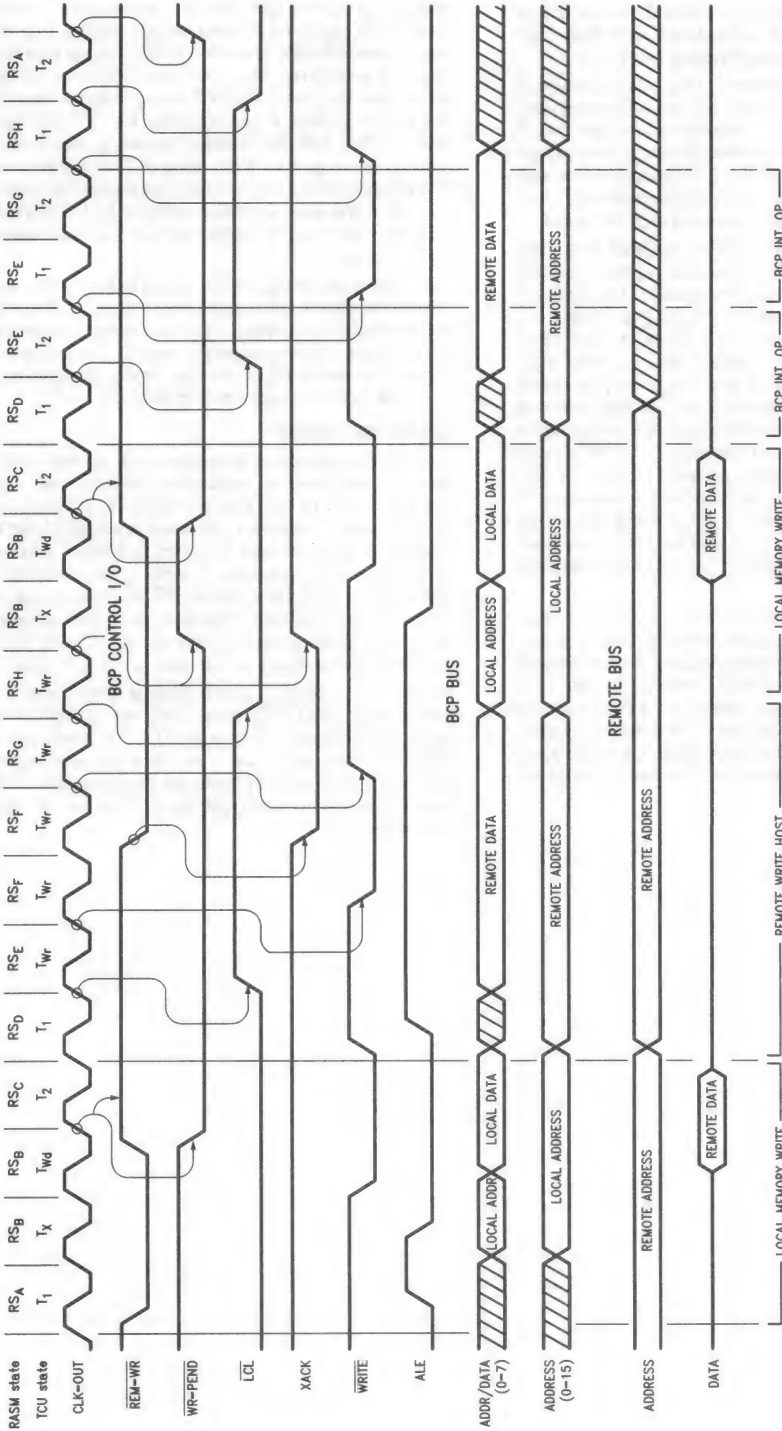 RASM state RSA RSB RSB RSC RSD RSE RSF RSF RSG RSH RSB RSB RSC RSD RSE RSE RSG RSH RSA
TCU state T1 TX TWd T2 T1 TWr TWr TWr TWr TWr TX TWd T2 T1 T2 T1 T2 T1 T2
CLK-OUT
REM-WR
BCP CONTROL I/O
WR-PEND
LCL
XACK
WRITE
ALE
BCP BUS
ADDR/DATA
(0-7)
LOCAL ADDR LOCAL DATA REMOTE DATA LOCAL ADDRESS LOCAL DATA REMOTE DATA
ADDRESS
(0-15)
LOCAL ADDRESS REMOTE ADDRESS LOCAL ADDRESS REMOTE ADDRESS
REMOTE BUS
ADDRESS REMOTE ADDRESS REMOTE ADDRESS
DATA REMOTE DATA REMOTE DATA
LOCAL MEMORY WRITE REMOTE WRITE HOST LOCAL MEMORY WRITE BCP INT. OP BCP INT. OP